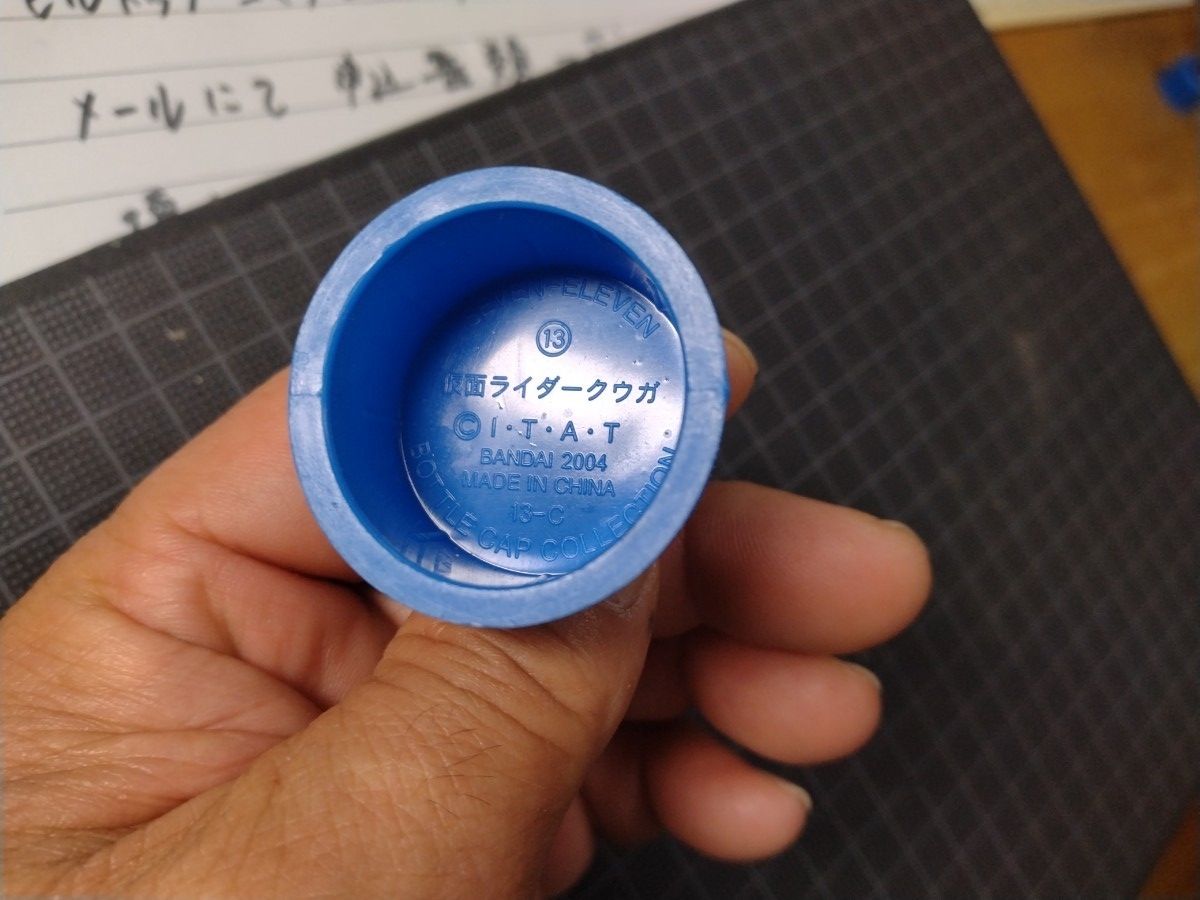 メールにて
SEVEN-ELEVEN
⑬
仮面ライダークウガ
©I・T・A・T
BANDAI 2004
MADE IN CHINA
13-C
BOTTLE CAP COLLECTION